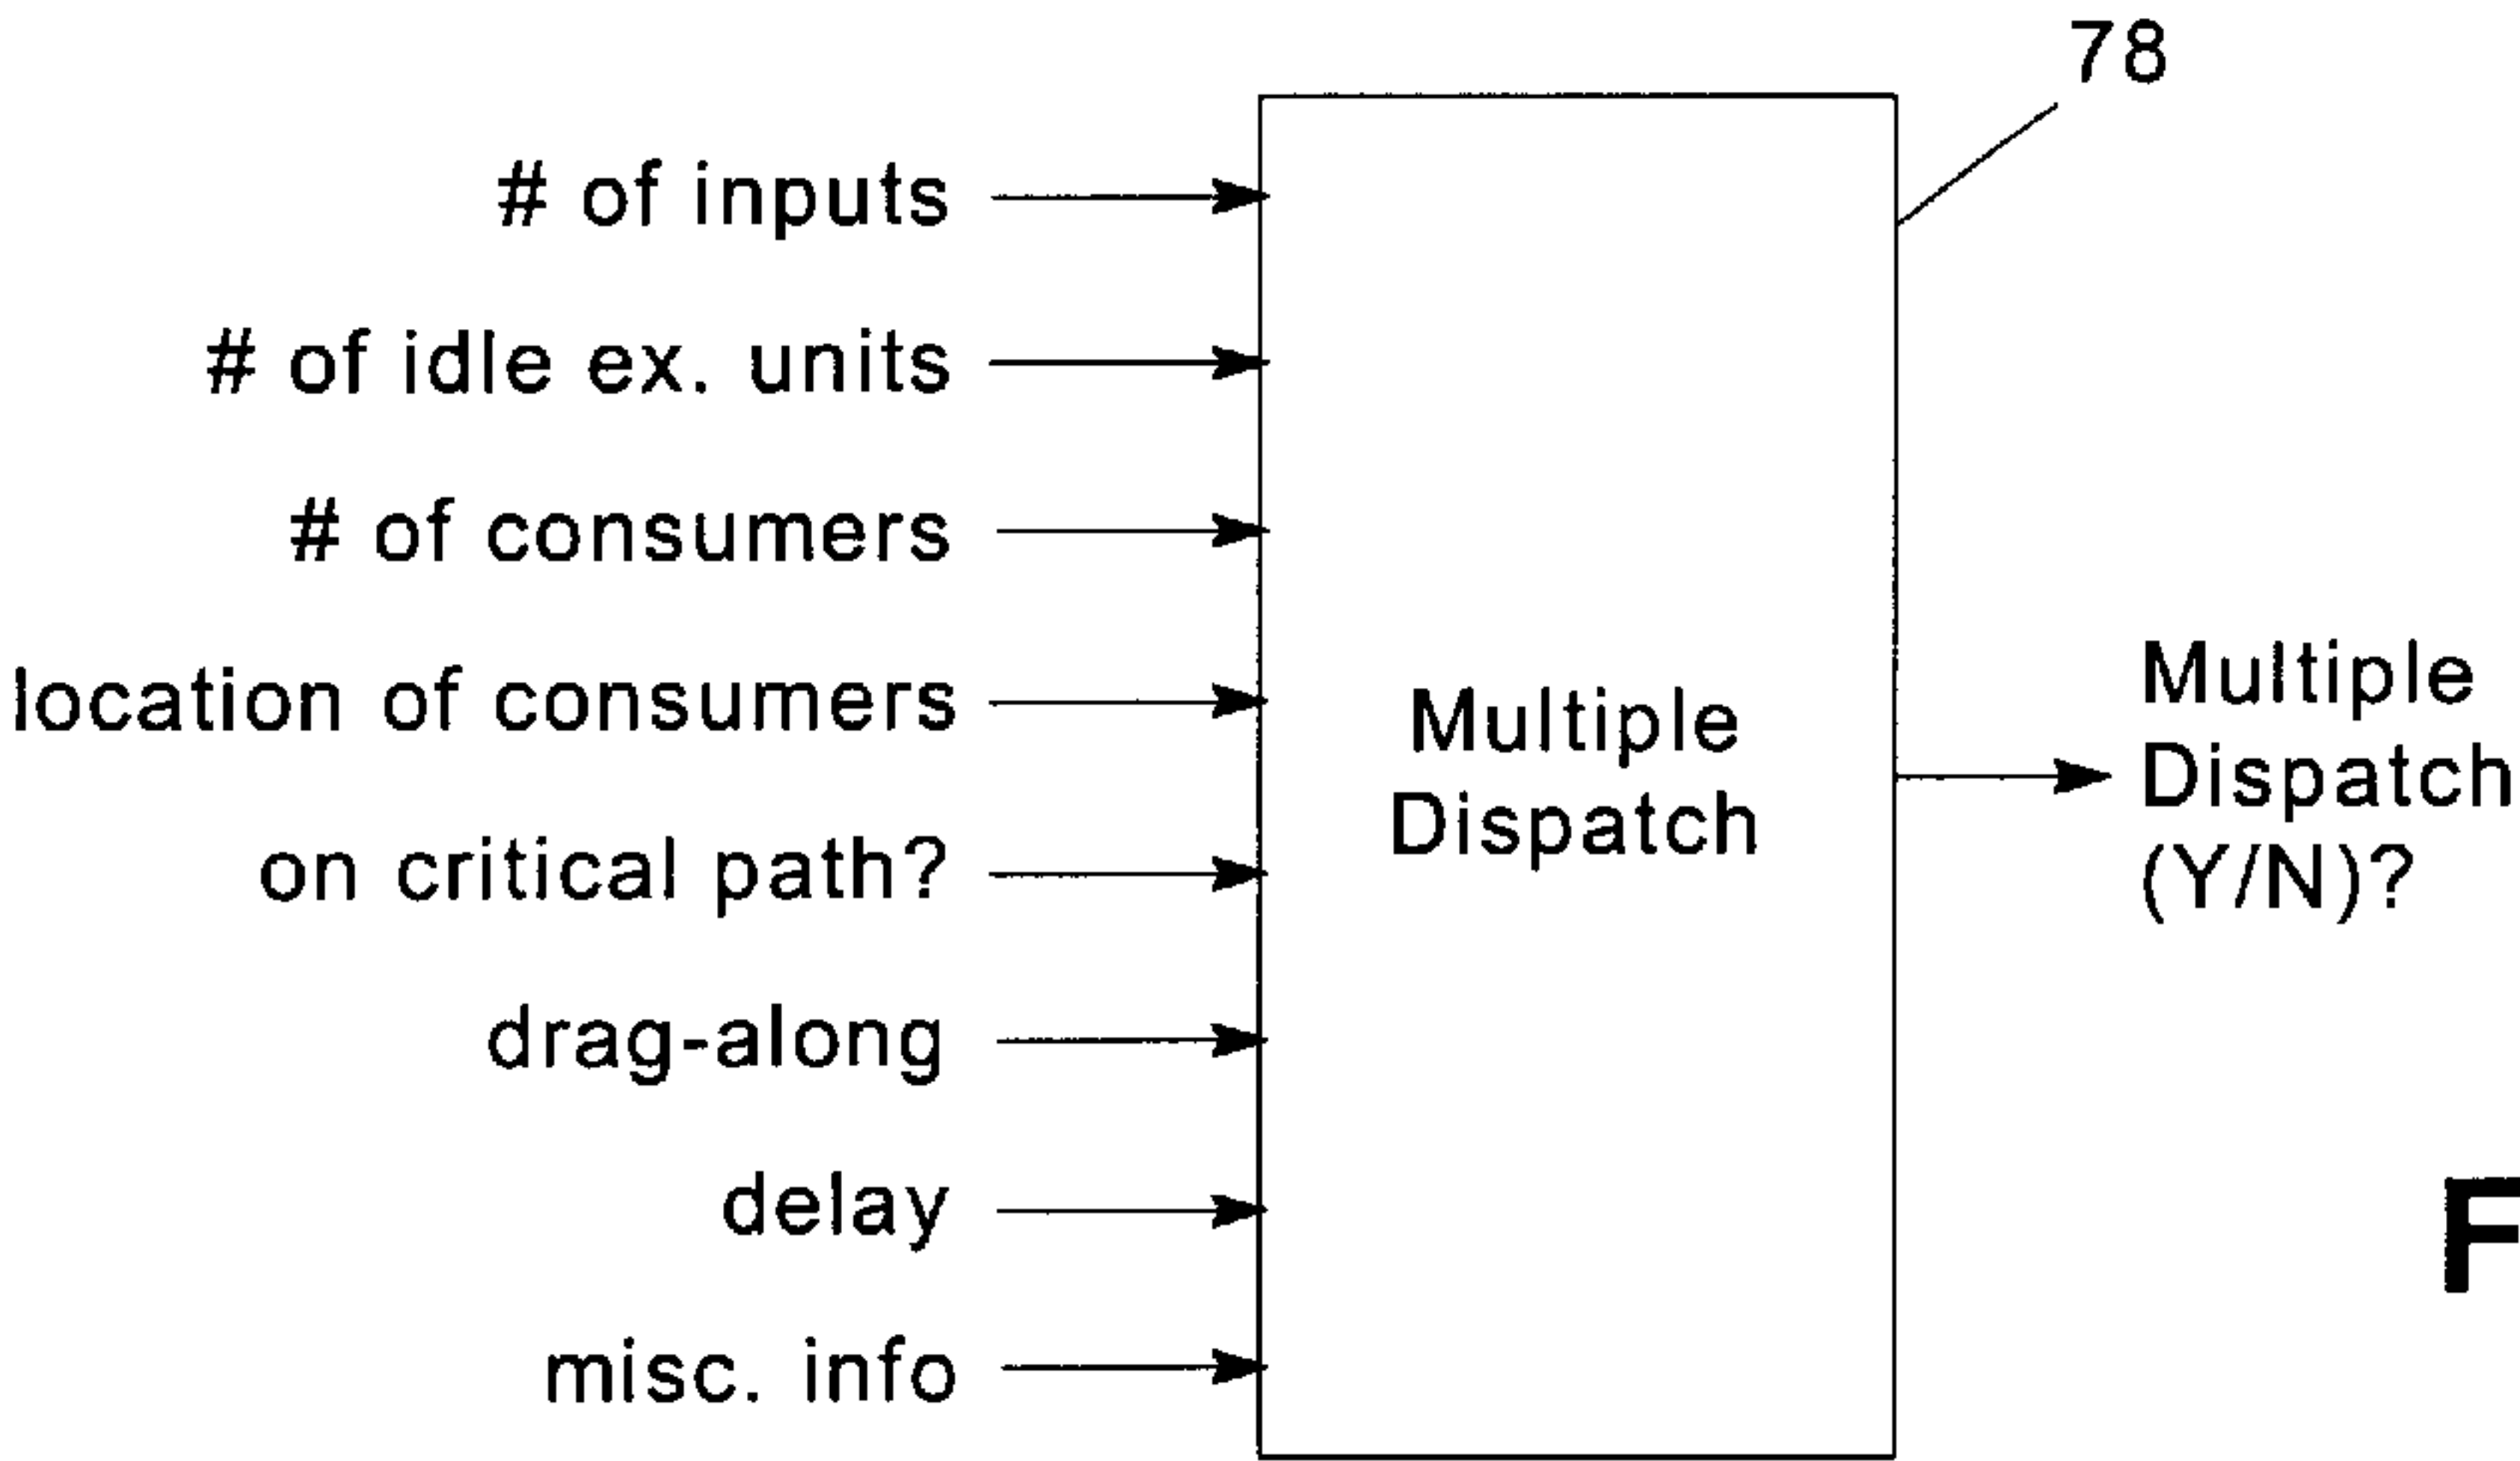 78
# of inputs
# of idle ex. units
# of consumers
location of consumers
on critical path?
drag-along
delay
misc. info
Multiple
Dispatch
Multiple
Dispatch
(Y/N)?
F